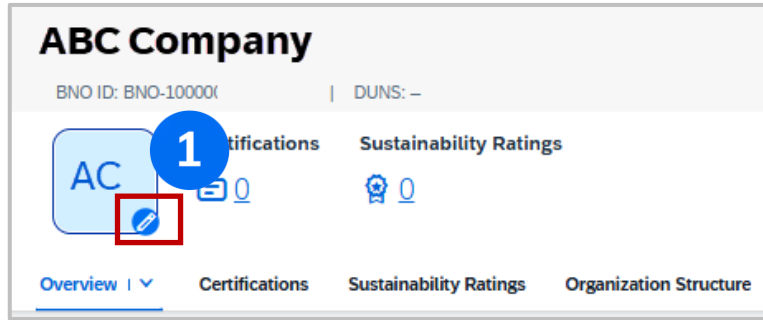 ABC Company
BNO ID: BNO-10000 | DUNS: –
1
tifications Sustainability Ratings
AC 0 0
Overview Certifications Sustainability Ratings Organization Structure